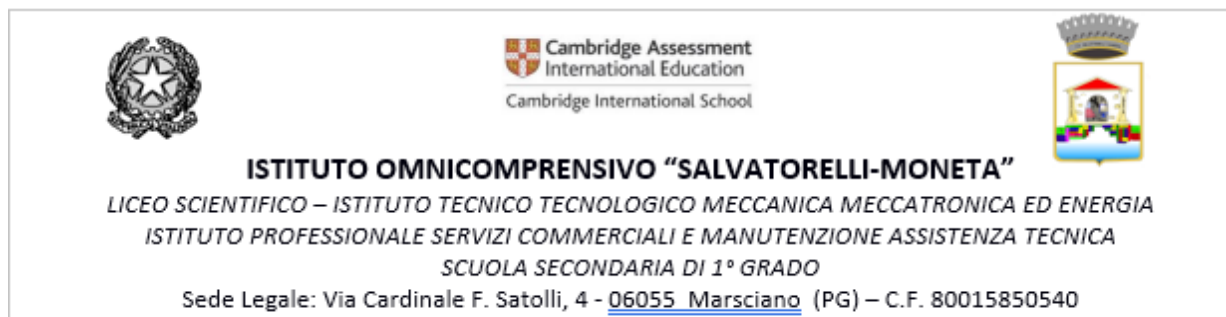 Cambridge Assessment
International Education
Cambridge International School
ISTITUTO OMNICOMPRENSIVO “SALVATORELLI-MONETA”
LICEO SCIENTIFICO – ISTITUTO TECNICO TECNOLOGICO MECCANICA MECCATRONICA ED ENERGIA
ISTITUTO PROFESSIONALE SERVIZI COMMERCIALI E MANUTENZIONE ASSISTENZA TECNICA
SCUOLA SECONDARIA DI 1° GRADO
Sede Legale: Via Cardinale F. Satolli, 4 - 06055 Marsciano (PG) – C.F. 80015850540